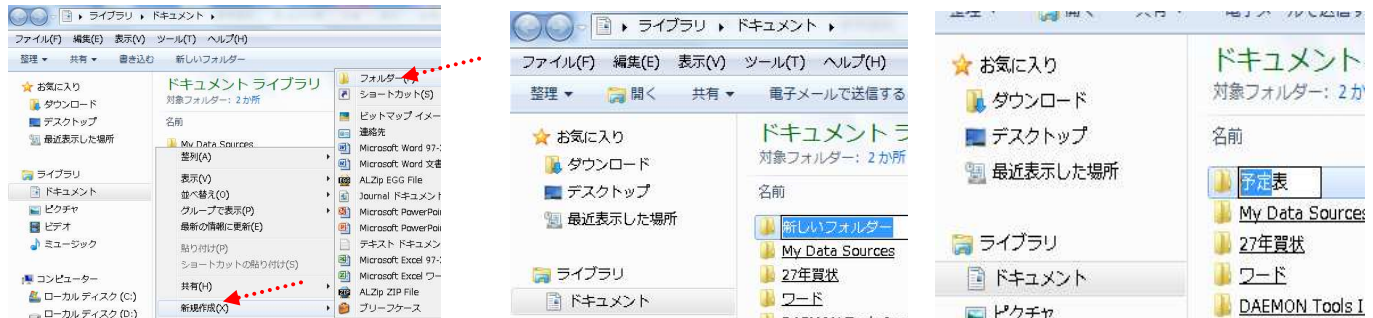 ライブラリ ドキュメント
ファイル(F) 編集(E) 表示(V) ツール(T) ヘルプ(H)
整理 共有 書き込む 新しいフォルダー
お気に入り
ダウンロード
デスクトップ
最近表示した場所
ライブラリ
ドキュメント
ピクチャ
ビデオ
ミュージック
コンピューター
ローカル ディスク (C:)
ローカル ディスク (D:)
ドキュメント ライブラリ
対象フォルダー: 2 か所
名前
My Data Sources
整列(A)
表示(V)
並べ替え(O)
グループで表示(P)
最新の情報に更新(E)
貼り付け(P)
ショートカットの貼り付け(S)
共有(H)
新規作成(X)
フォルダー
ショートカット(S)
ビットマップ イメー
連絡先
Microsoft Word 97-
Microsoft Word 文書
ALZip EGG File
Journal ドキュメント
Microsoft PowerPoi
Microsoft PowerPoi
テキスト ドキュメン
Microsoft Excel 97-
Microsoft Excel ワー
ALZip ZIP File
ブリーフケース
ライブラリ ドキュメント
ファイル(F) 編集(E) 表示(V) ツール(T) ヘルプ(H)
整理 開く 共有 電子メールで送信する
お気に入り
ダウンロード
デスクトップ
最近表示した場所
ライブラリ
ドキュメント
ドキュメント ラ
対象フォルダー: 2 か所
名前
新しいフォルダー
My Data Sources
27年賀状
ワード
お気に入り
ダウンロード
デスクトップ
最近表示した場所
ライブラリ
ドキュメント
ピクチャ
ドキュメント
対象フォルダー: 2 か
名前
予定表
My Data Sources
27年賀状
ワード
DAEMON Tools I